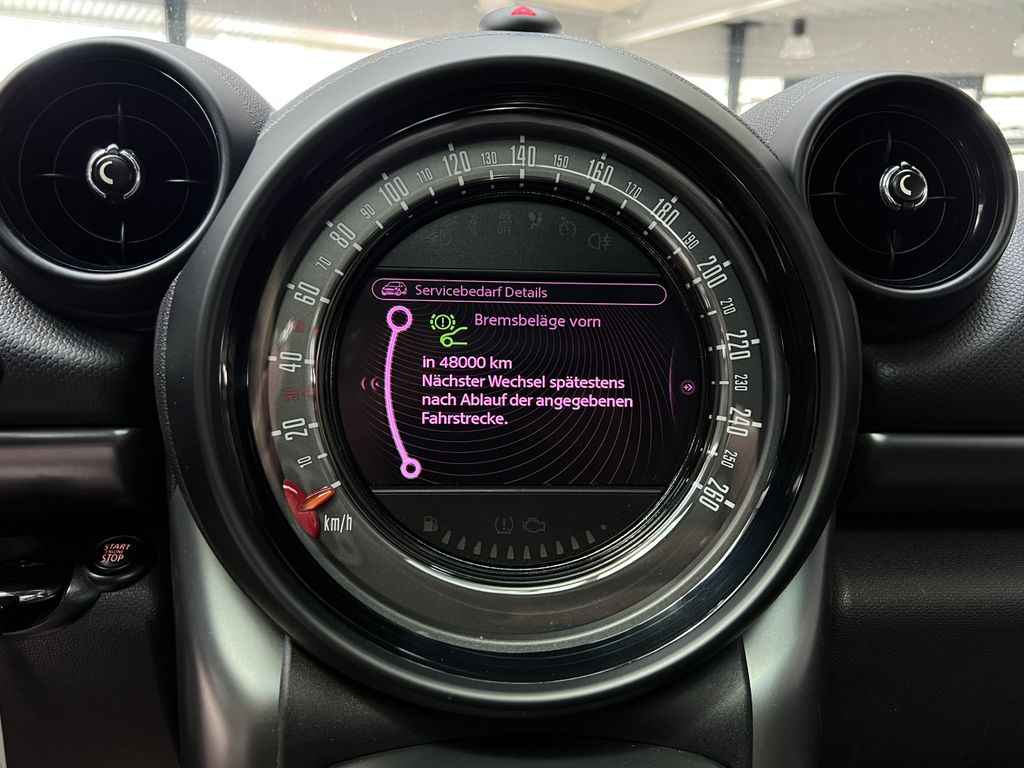 Servicebedarf Details
Bremsbeläge vorn
in 48000 km
Nächster Wechsel spätestens
nach Ablauf der angegebenen
Fahrstrecke.
10
20
30
40
50
60
70
80
90
100
110
120
130
140
150
160
170
180
190
200
210
220
230
240
250
260
km/h
START
ENGINE
STOP